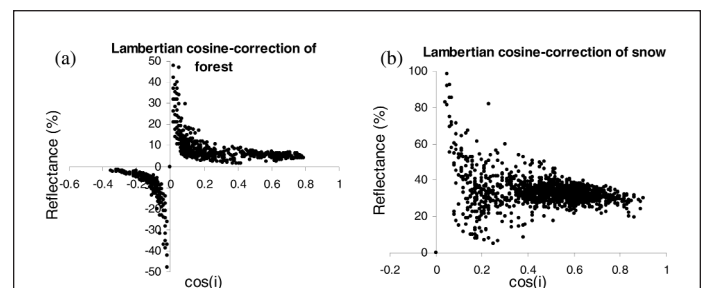 (a)
Lambertian cosine-correction of
forest
Reflectance (%)
50
40
30
20
10
0
-10
-20
-30
-40
-50
-0.6 -0.4 -0.2 0 0.2 0.4 0.6 0.8 1
cos(i)
(b)
Lambertian cosine-correction of snow
Reflectance (%)
100
80
60
40
20
0
-0.2 0 0.2 0.4 0.6 0.8 1
cos(i)